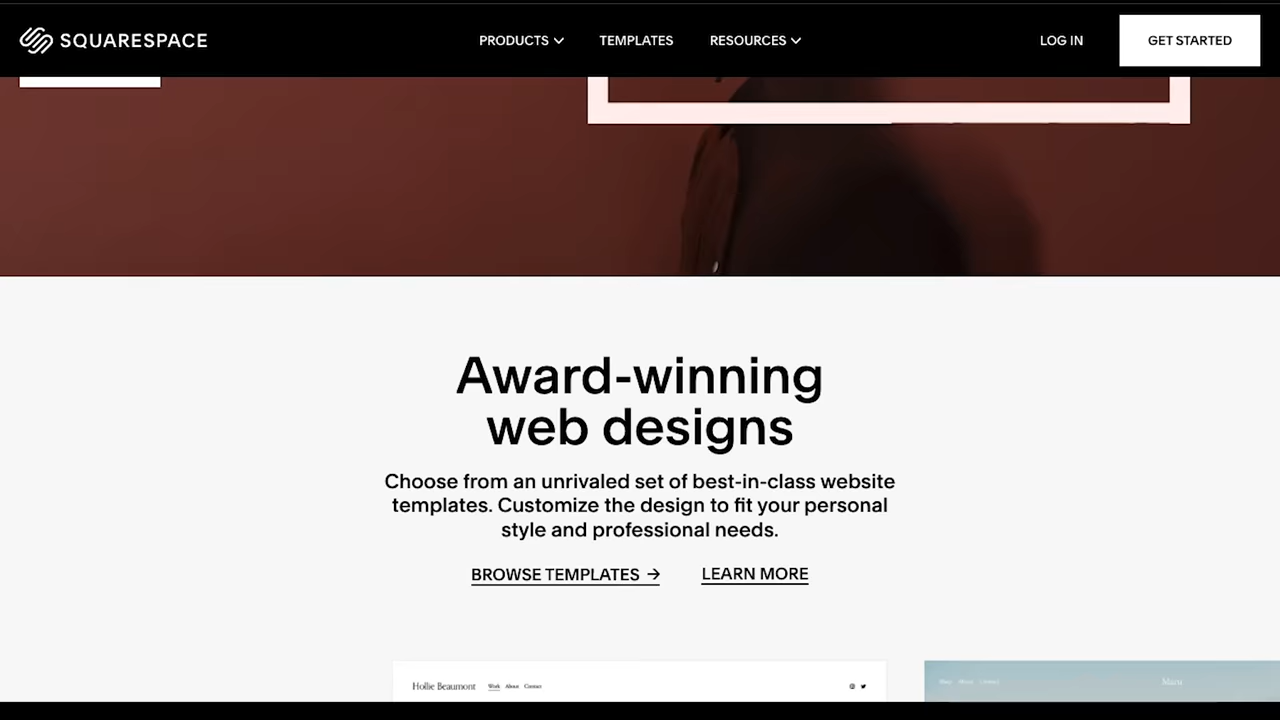 SQUARESPACE
PRODUCTS
TEMPLATES
RESOURCES
LOG IN
GET STARTED
Award-winning
web designs
Choose from an unrivaled set of best-in-class website
templates. Customize the design to fit your personal
style and professional needs.
BROWSE TEMPLATES →
LEARN MORE
Hollie Beaumont
Work About Contact